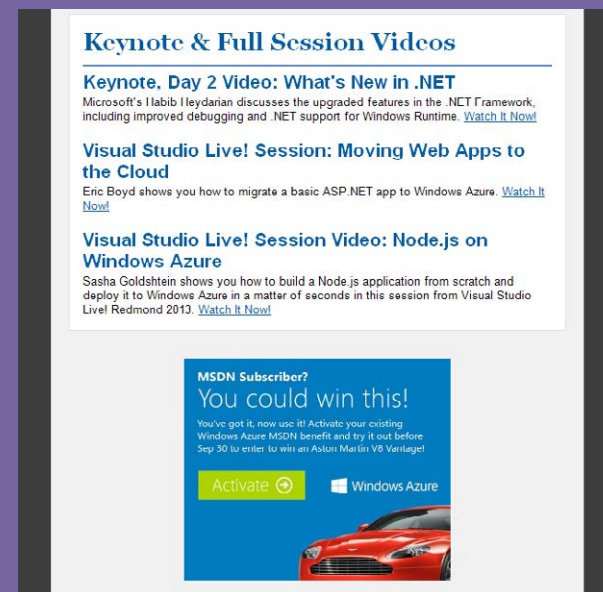 Keynote & Full Session Videos
Keynote, Day 2 Video: What's New in .NET
Microsoft's Habib Heydarian discusses the upgraded features in the .NET Framework,
including improved debugging and .NET support for Windows Runtime. Watch It Now!
Visual Studio Live! Session: Moving Web Apps to
the Cloud
Eric Boyd shows you how to migrate a basic ASP.NET app to Windows Azure. Watch It
Now!
Visual Studio Live! Session Video: Node.js on
Windows Azure
Sasha Goldshtein shows you how to build a Node.js application from scratch and
deploy it to Windows Azure in a matter of seconds in this session from Visual Studio
Live! Redmond 2013. Watch It Now!
MSDN Subscriber?
You could win this!
You've got it, now use it! Activate your existing
Windows Azure MSDN benefit and try it out before
Sep 30 to enter to win an Aston Martin V8 Vantage!
Activate
Windows Azure